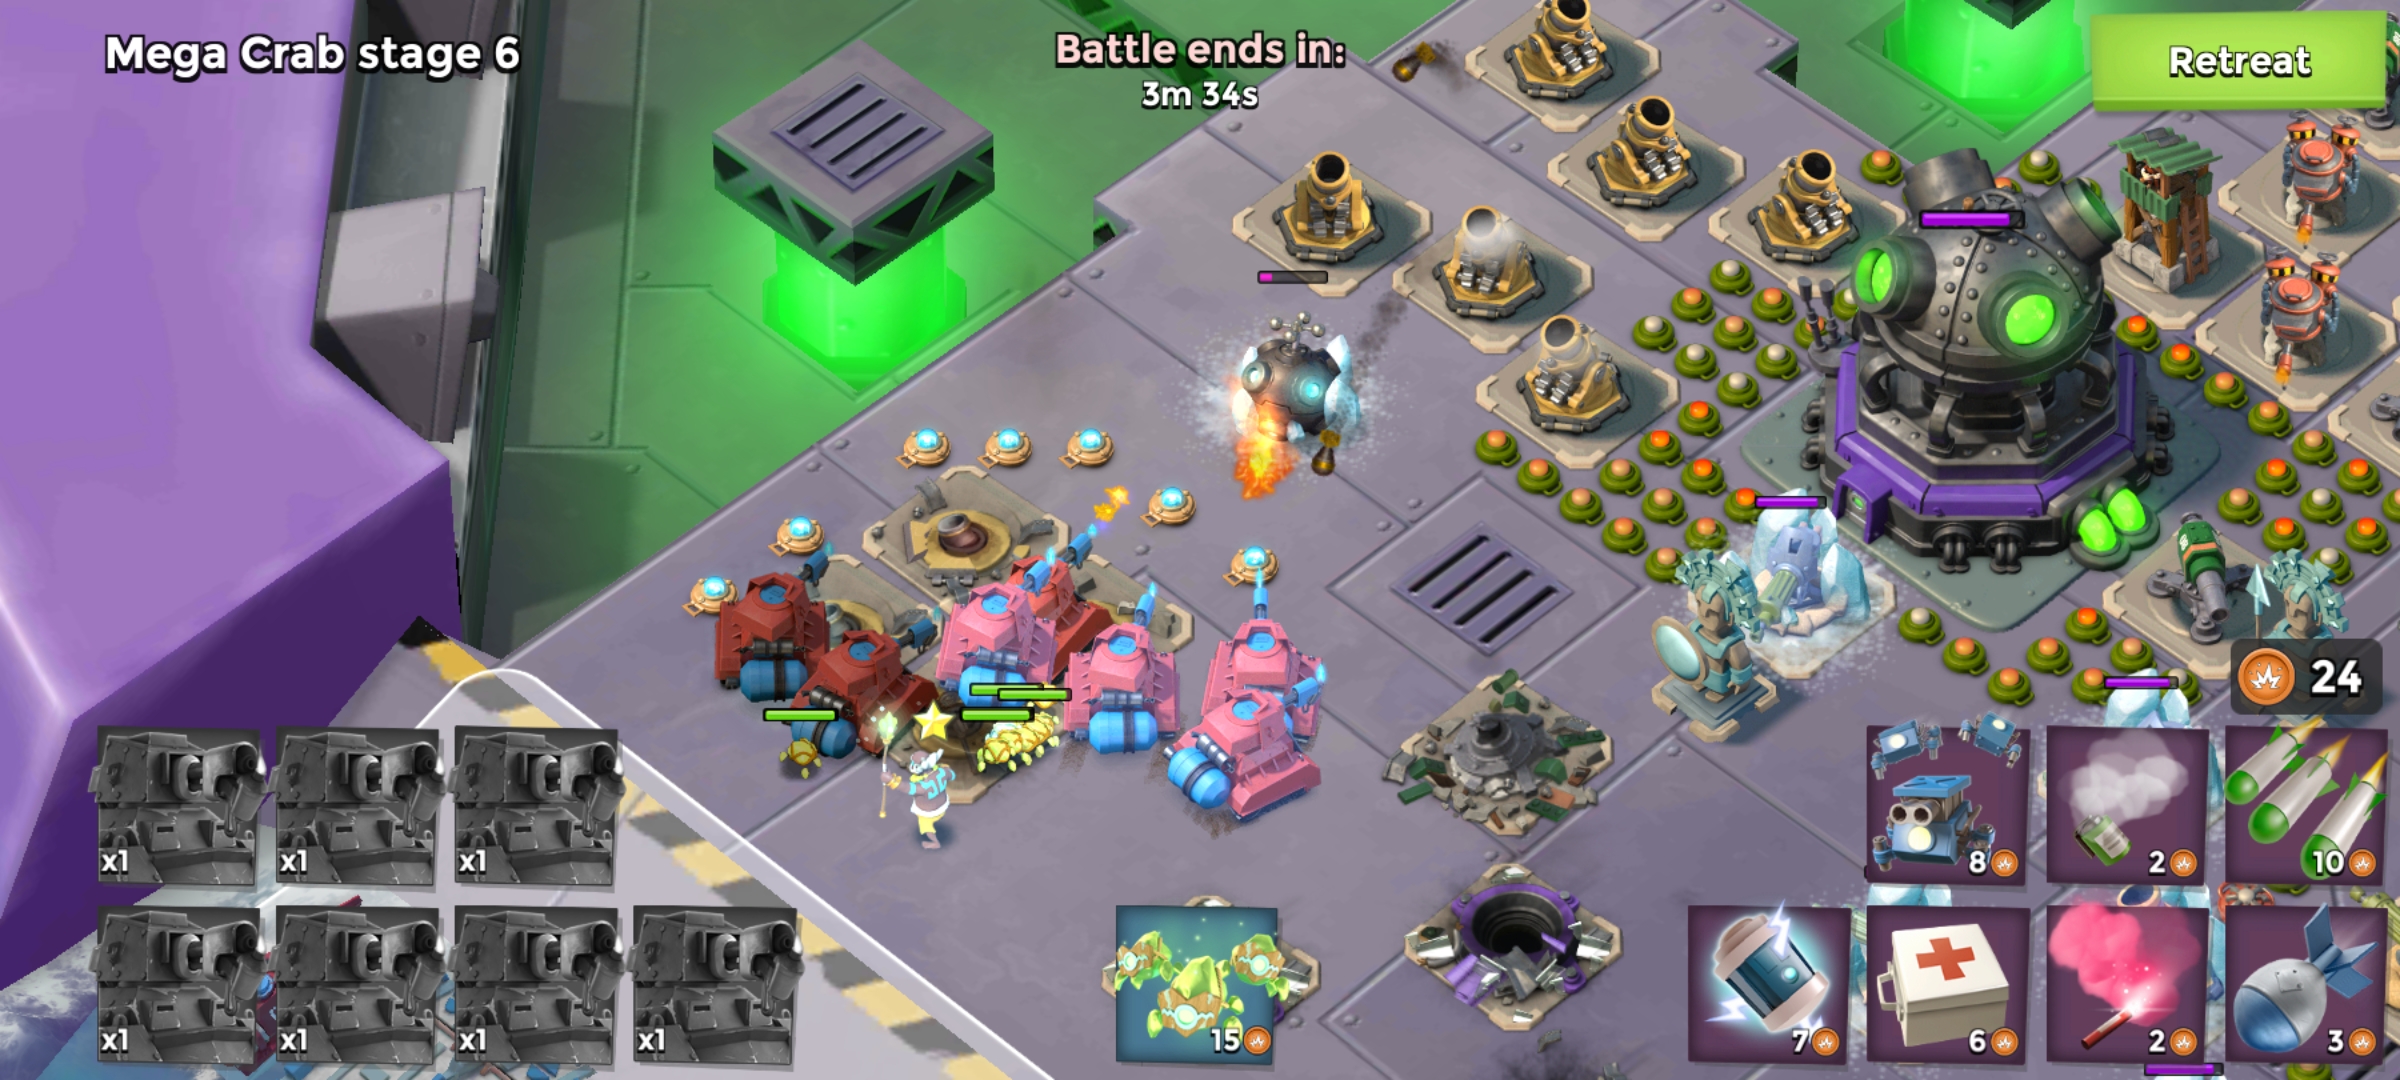 Mega Crab stage 6
Battle ends in:
3m 34s
Retreat
24
x1
x1
x1
8
2
10
x1
x1
x1
x1
15
7
6
2
3